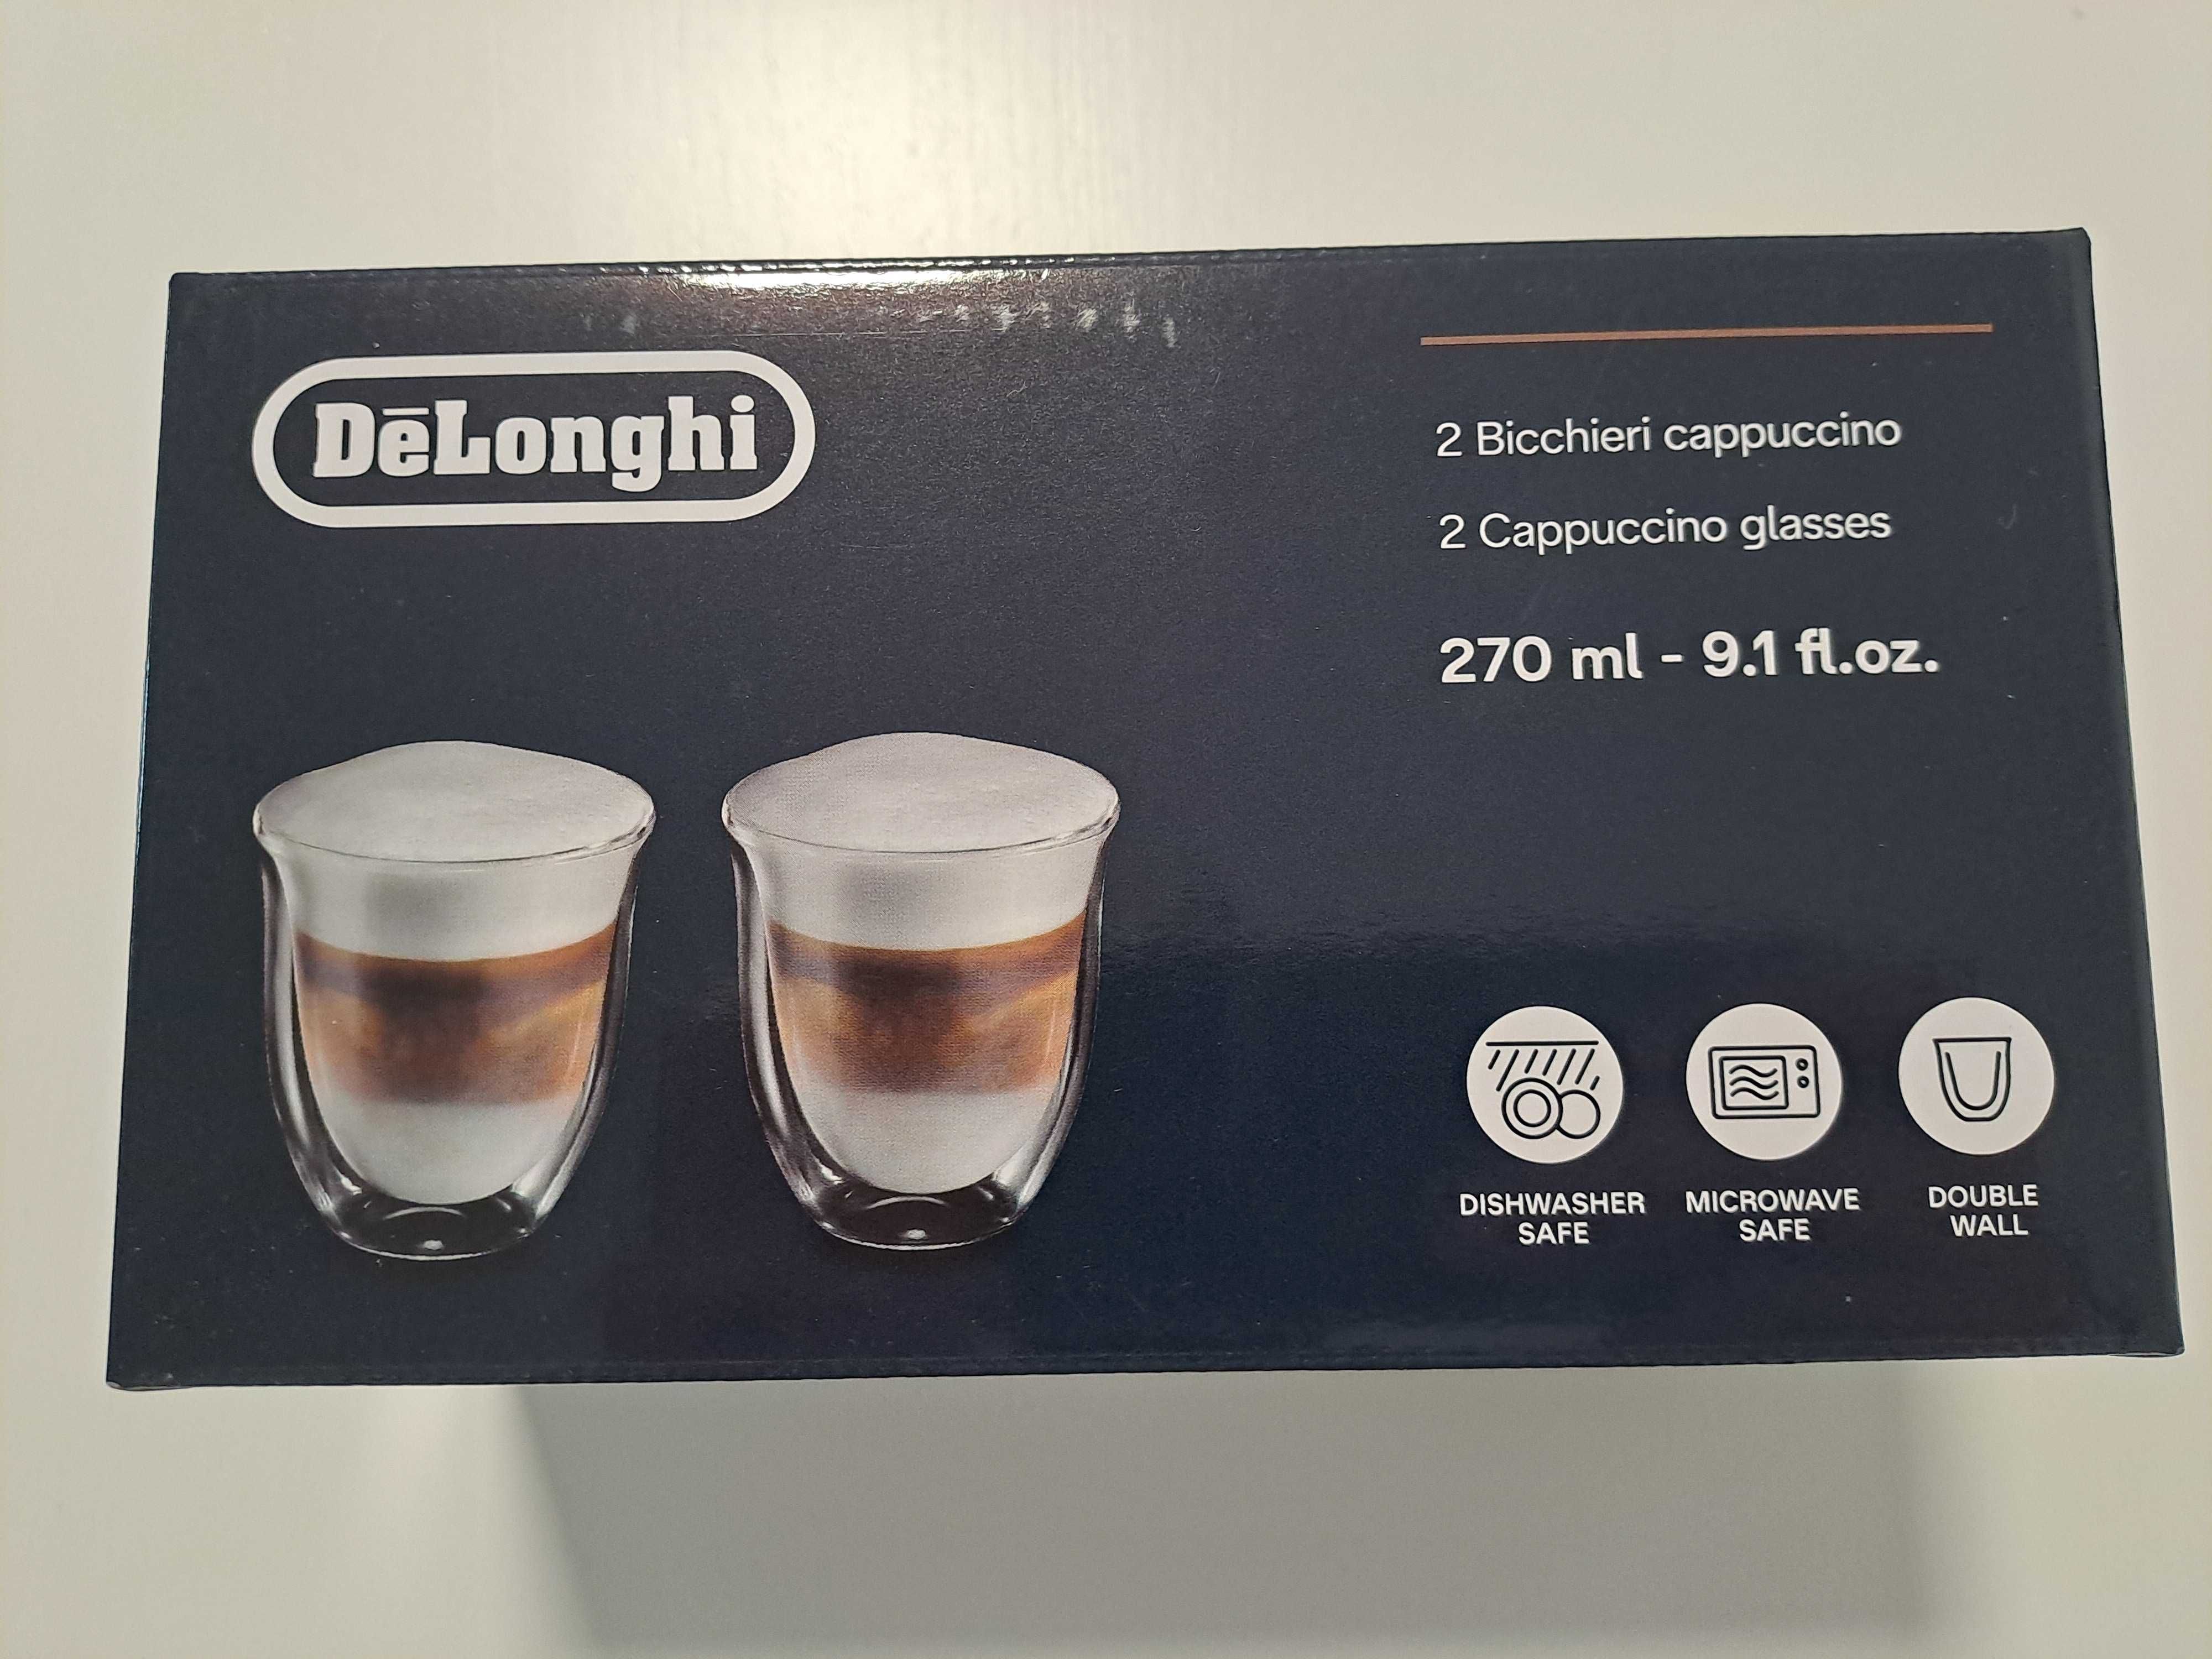 DēLonghi
2 Bicchieri cappuccino
2 Cappuccino glasses
270 ml - 9.1 fl.oz.
DISHWASHER
SAFE
MICROWAVE
SAFE
DOUBLE
WALL